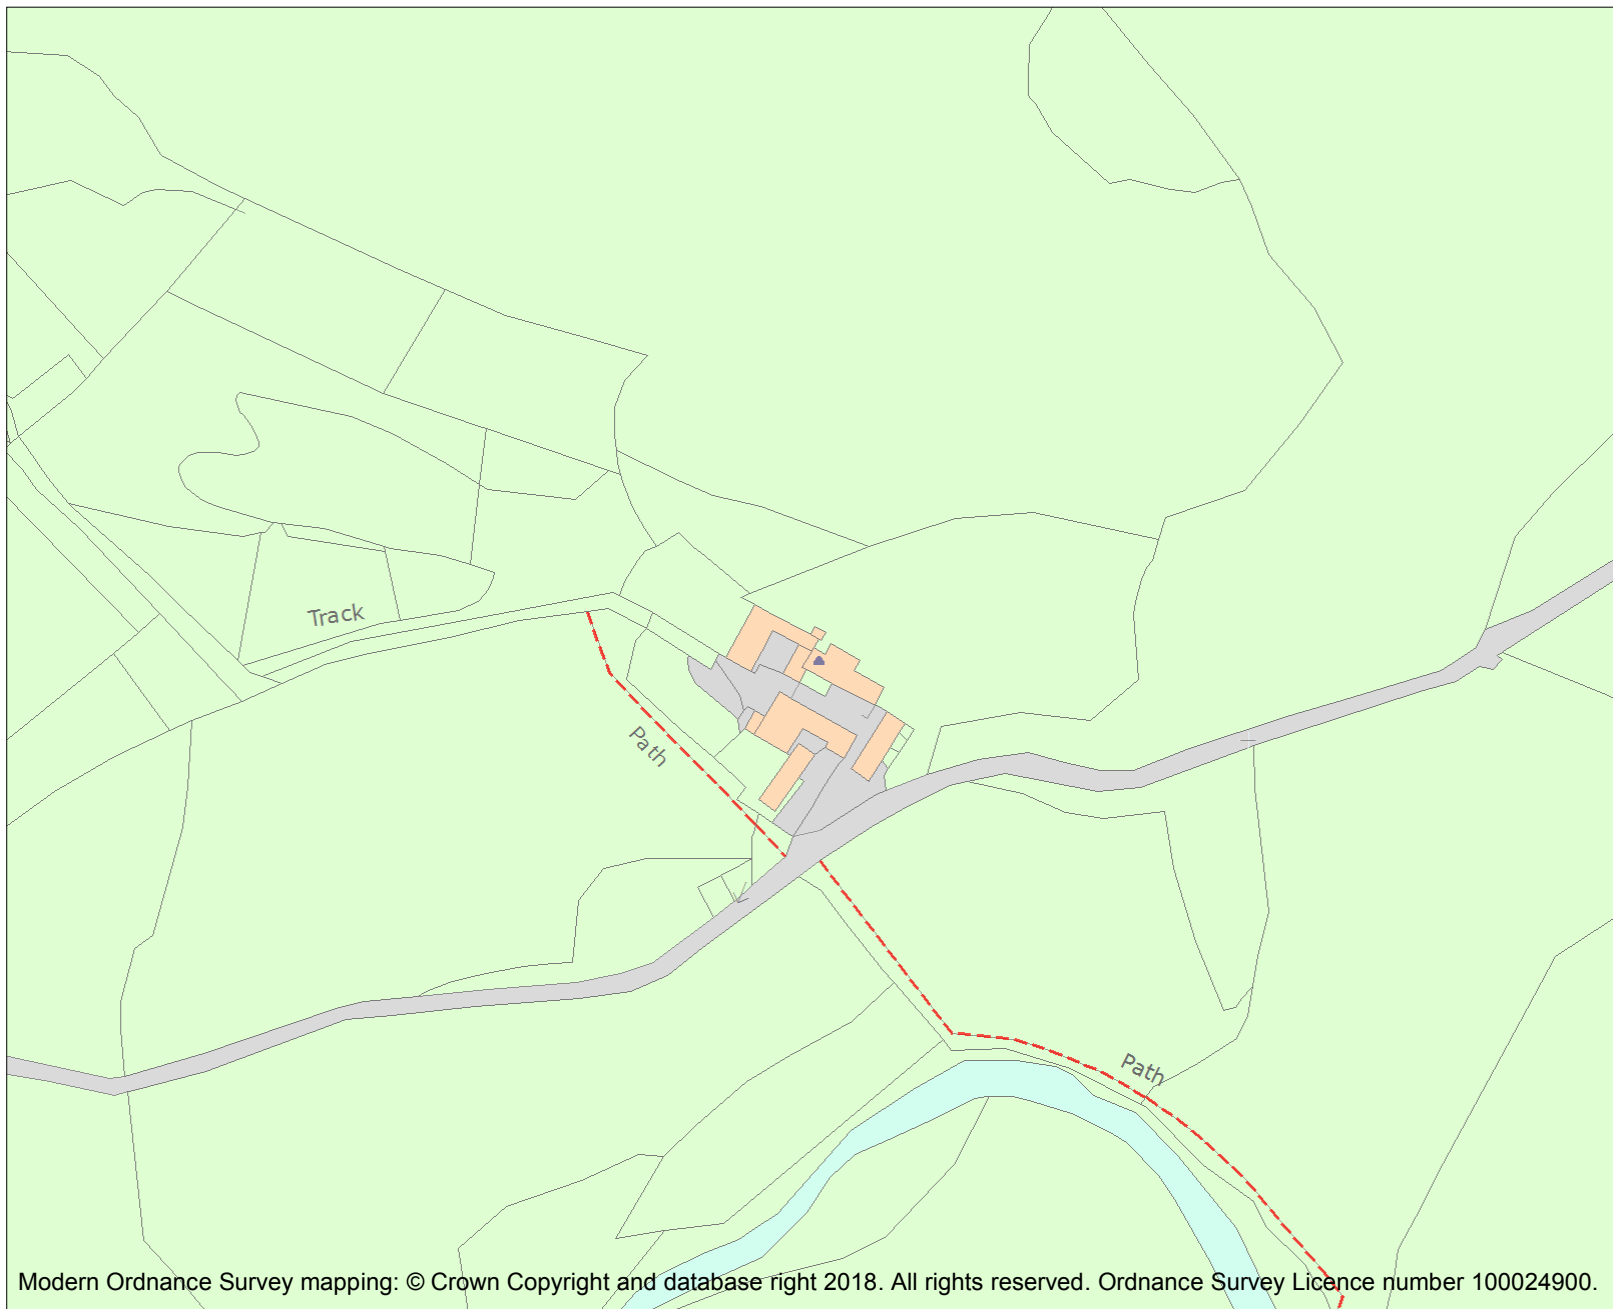 Track
Path
Path
Modern Ordnance Survey mapping: © Crown Copyright and database right 2018. All rights reserved. Ordnance Survey Licence number 100024900.